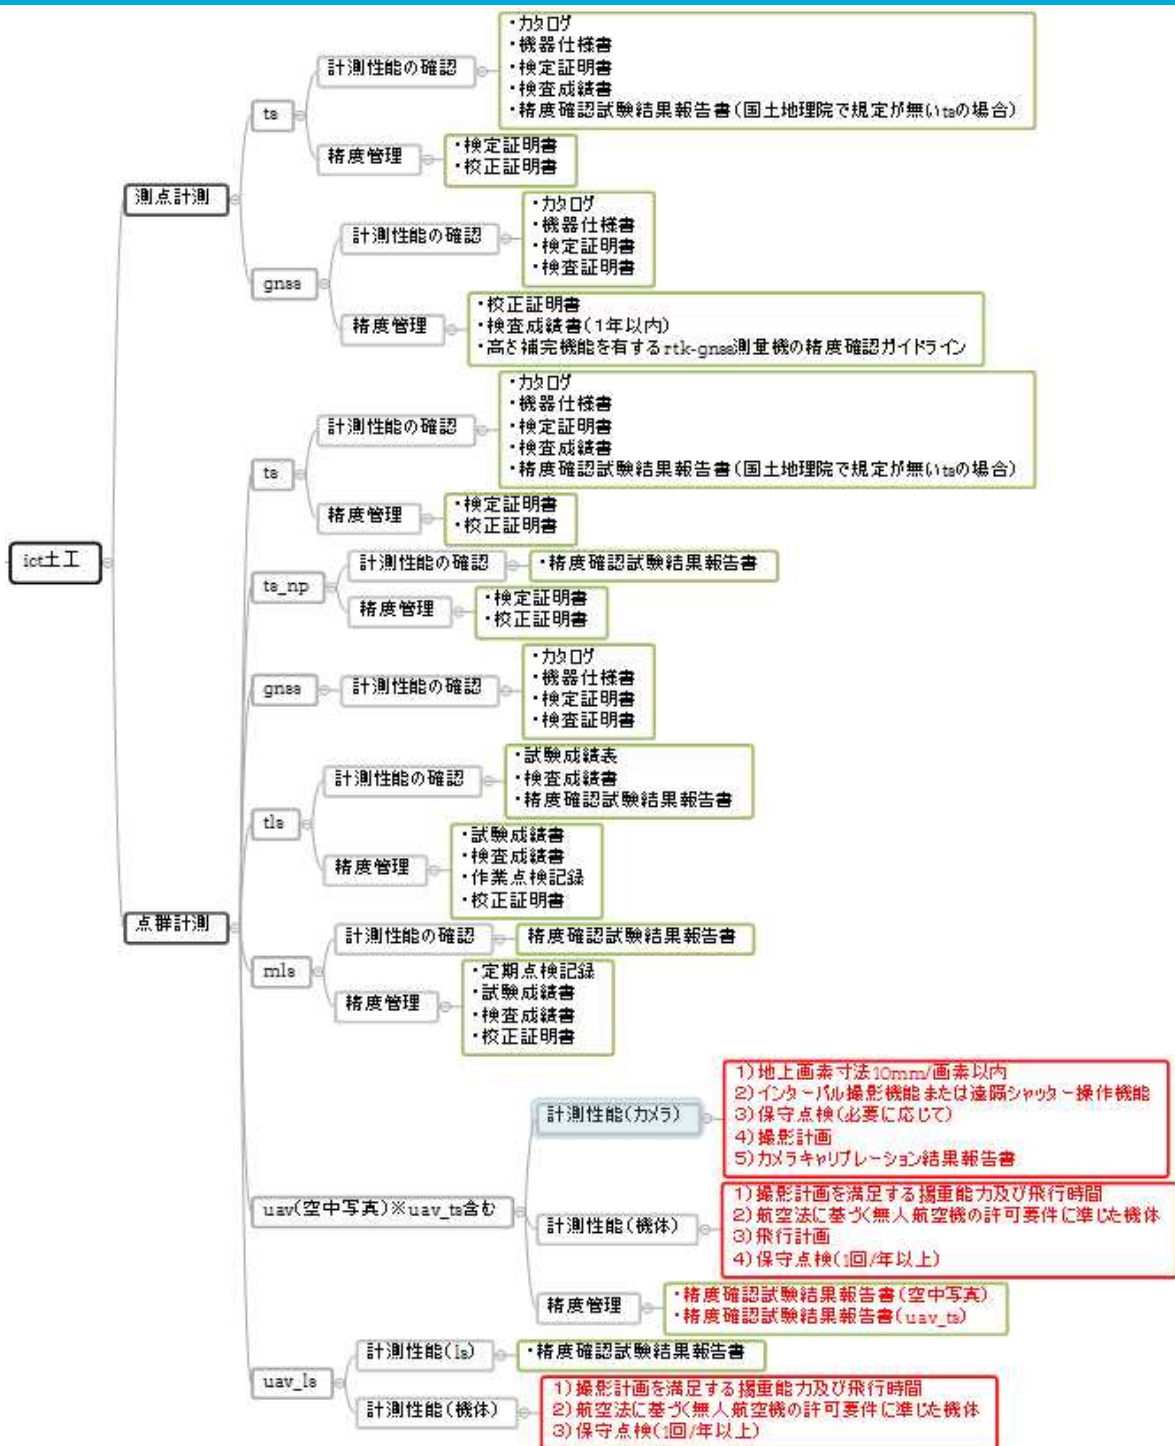 ict土工
測点計測
ts
計測性能の確認
・カタログ
・機器仕様書
・検定証明書
・検査成績書
・精度確認試験結果報告書(国土地理院で規定が無いtsの場合)
精度管理
・検定証明書
・校正証明書
gnss
計測性能の確認
・カタログ
・機器仕様書
・検定証明書
・検査証明書
精度管理
・校正証明書
・検査成績書(1年以内)
・高さ補完機能を有するrtk-gnss測量機の精度確認ガイドライン
点群計測
ts
計測性能の確認
・カタログ
・機器仕様書
・検定証明書
・検査成績書
・精度確認試験結果報告書(国土地理院で規定が無いtsの場合)
精度管理
・検定証明書
・校正証明書
ts_np
計測性能の確認
・精度確認試験結果報告書
精度管理
・検定証明書
・校正証明書
gnss
計測性能の確認
・カタログ
・機器仕様書
・検定証明書
・検査証明書
tls
計測性能の確認
・試験成績表
・検査成績書
・精度確認試験結果報告書
精度管理
・試験成績書
・検査成績書
・作業点検記録
・校正証明書
mls
計測性能の確認
精度確認試験結果報告書
精度管理
・定期点検記録
・試験成績書
・検査成績書
・校正証明書
uav(空中写真)※uav_ts含む
計測性能(カメラ)
1)地上画素寸法10mm/画素以内
2)インターバル撮影機能または遠隔シャッター操作機能
3)保守点検(必要に応じて)
4)撮影計画
5)カメラキャリブレーション結果報告書
計測性能(機体)
1)撮影計画を満足する揚重能力及び飛行時間
2)航空法に基づく無人航空機の許可要件に準じた機体
3)飛行計画
4)保守点検(1回/年以上)
精度管理
・精度確認試験結果報告書(空中写真)
・精度確認試験結果報告書(uav_ts)
uav_ls
計測性能(ls)
・精度確認試験結果報告書
計測性能(機体)
1)撮影計画を満足する揚重能力及び飛行時間
2)航空法に基づく無人航空機の許可要件に準じた機体
3)保守点検(1回/年以上)